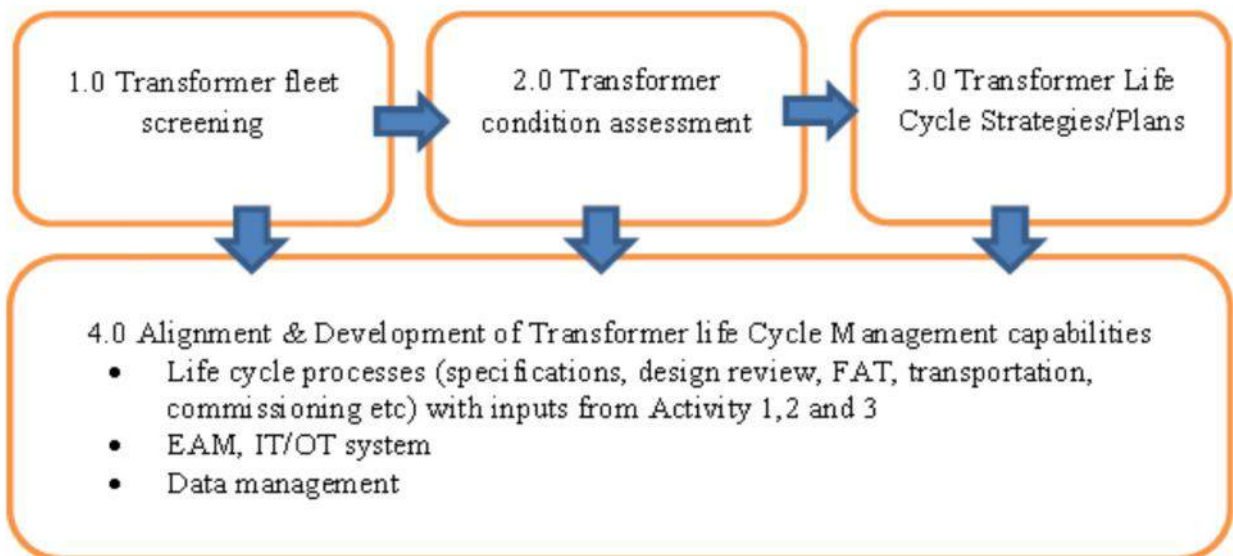 1.0 Transformer fleet
screening
2.0 Transformer
condition assessment
3.0 Transformer Life
Cycle Strategies/Plans
4.0 Alignment & Development of Transformer life Cycle Management capabilities
• Life cycle processes (specifications, design review, FAT, transportation,
commissioing etc) with inputs from Activity 1,2 and 3
• EAM, IT/OT system
• Data management